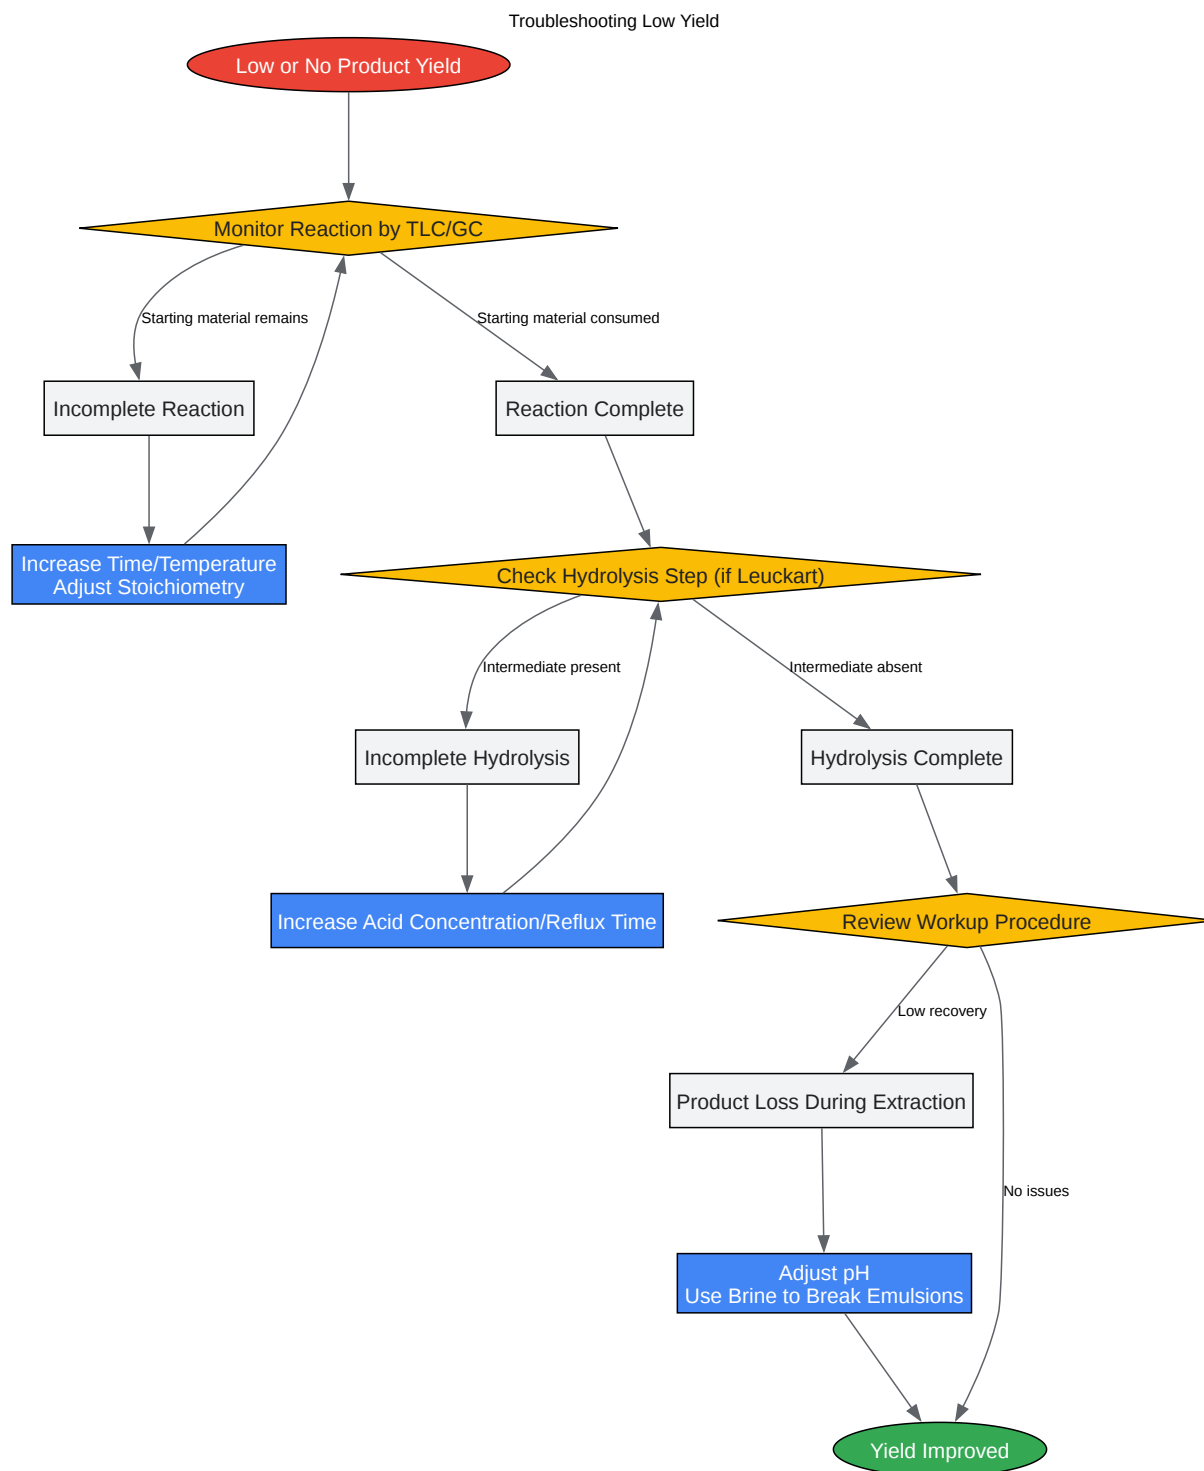 Troubleshooting Low Yield
Low or No Product Yield
Monitor Reaction by TLC/GC
Starting material remains
Starting material consumed
Incomplete Reaction
Reaction Complete
Increase Time/Temperature
Adjust Stoichiometry
Check Hydrolysis Step (if Leuckart)
Intermediate present
Intermediate absent
Incomplete Hydrolysis
Hydrolysis Complete
Increase Acid Concentration/Reflux Time
Review Workup Procedure
Low recovery
Product Loss During Extraction
No issues
Adjust pH
Use Brine to Break Emulsions
Yield Improved